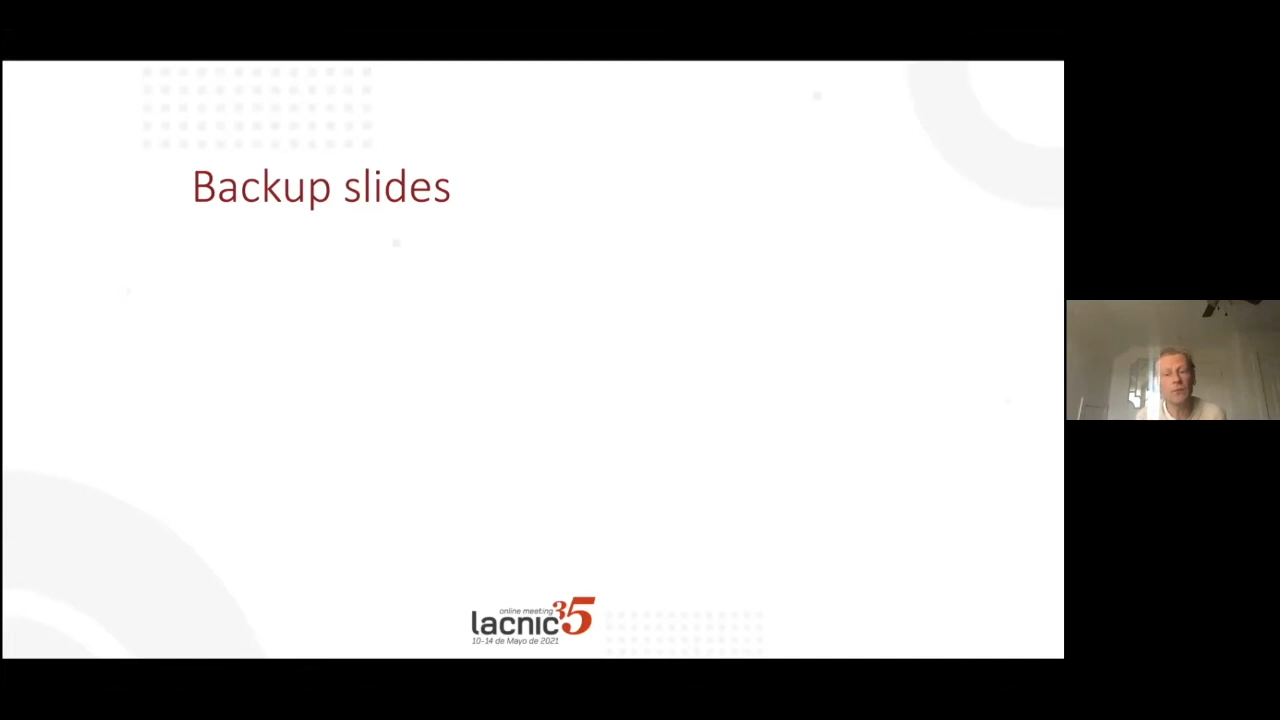 Backup slides
online meeting
lacnic35
10-14 de Mayo de 2021